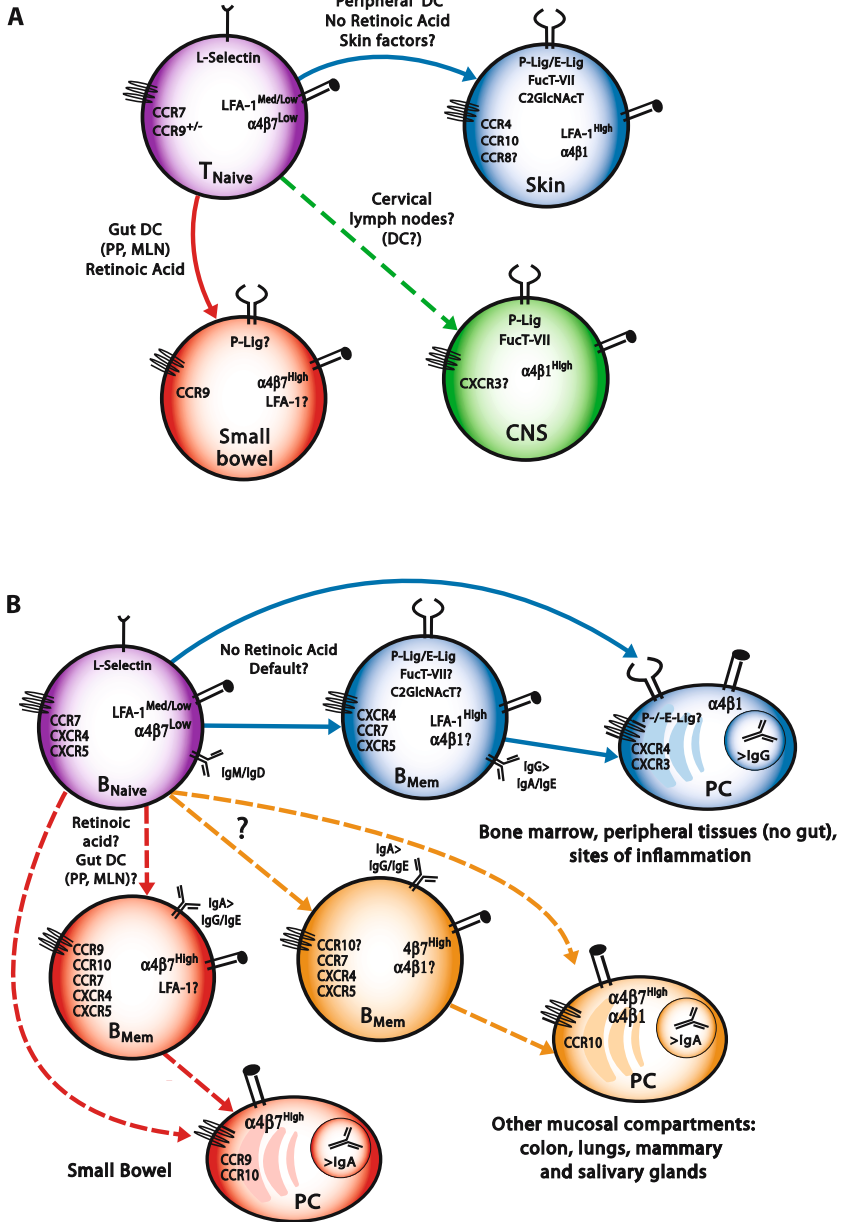 A
Peripheral DC
No Retinoic Acid
Skin factors?
L-Selectin
CCR7
CCR9+/-
LFA-1Med/Low
α4β7Low
TNaive
P-Lig/E-Lig
FucT-VII
C2GlcNAcT
CCR4
CCR10
CCR8?
LFA-1High
α4β1
Skin
Gut DC
(PP, MLN)
Retinoic Acid
Cervical
lymph nodes?
(DC?)
P-Lig?
CCR9
α4β7High
LFA-1?
Small
bowel
P-Lig
FucT-VII
CXCR3?
α4β1High
CNS
B
L-Selectin
CCR7
CXCR4
CXCR5
LFA-1Med/Low
α4β7Low
BNaive
IgM/IgD
No Retinoic Acid
Default?
P-Lig/E-Lig
FucT-VII?
C2GlcNAcT?
CXCR4
CCR7
CXCR5
LFA-1High
α4β1?
BMem
IgG>
IgA/IgE
P-/-E-Lig?
α4β1
CXCR4
CXCR3
>IgG
PC
Bone marrow, peripheral tissues (no gut),
sites of inflammation
Retinoic
acid?
Gut DC
(PP, MLN)?
?
IgA>
IgG/IgE
CCR9
CCR10
CCR7
CXCR4
CXCR5
α4β7High
LFA-1?
BMem
IgA>
IgG/IgE
CCR10?
CCR7
CXCR4
CXCR5
4β7High
α4β1?
BMem
α4β7High
α4β1
CCR10
>IgA
PC
Other mucosal compartments:
colon, lungs, mammary
and salivary glands
Small Bowel
α4β7High
CCR9
CCR10
>IgA
PC